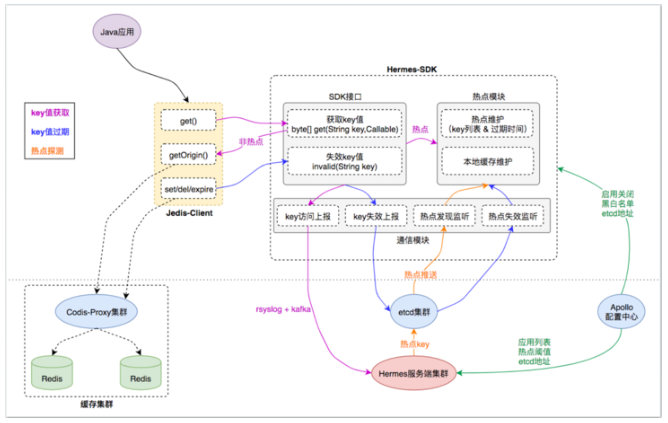 Java应用
Hermes-SDK
key值获取
key值过期
热点探测
SDK接口
热点模块
get()
获取key值
byte[] get(String key,Callable)
热点
热点维护
(key列表 & 过期时间)
非热点
getOrigin()
失效key值
invalid(String key)
本地缓存维护
set/del/expire
Jedis-Client
key访问上报
key失效上报
热点发现监听
热点失效监听
通信模块
启用关闭
黑白名单
etcd地址
热点推送
rsyslog + kafka
Codis-Proxy集群
etcd集群
Apollo
配置中心
热点key
应用列表
热点阈值
etcd地址
Redis
Redis
Hermes服务端集群
缓存集群